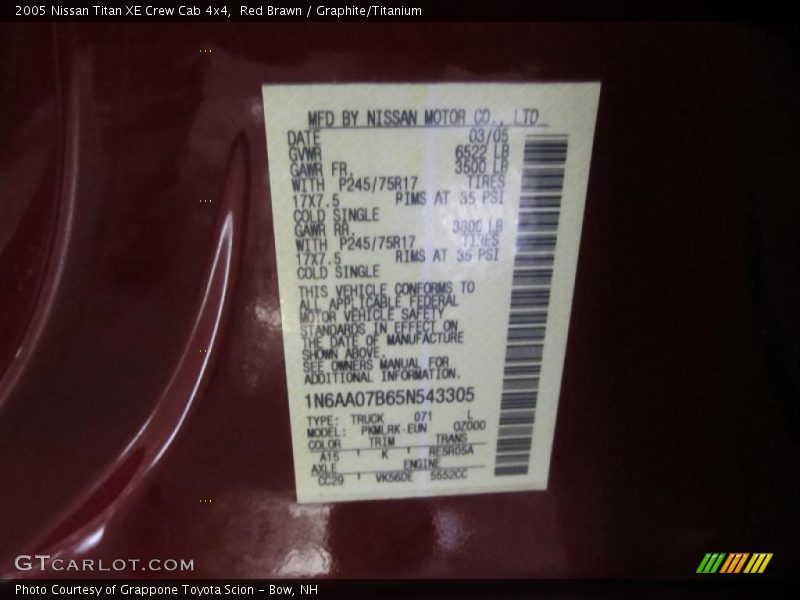 2005 Nissan Titan XE Crew Cab 4x4,  Red Brawn / Graphite/Titanium
MFD BY NISSAN MOTOR CO., LTD
DATE 03/05
GVWR 6522 LB
GAWR FR. 3500 LB
WITH P245/75R17 TIRES
17X7.5 RIMS AT 35 PSI
COLD SINGLE
GAWR RR. 3800 LB
WITH P245/75R17 TIRES
17X7.5 RIMS AT 35 PSI
COLD SINGLE
THIS VEHICLE CONFORMS TO
ALL APPLICABLE FEDERAL
MOTOR VEHICLE SAFETY
STANDARDS IN EFFECT ON
THE DATE OF MANUFACTURE
SHOWN ABOVE.
SEE OWNERS MANUAL FOR
ADDITIONAL INFORMATION.
1N6AA07B65N543305
TYPE: TRUCK 071 L
MODEL: PKMLRK-EUN 0Z000
COLOR TRIM TRANS
A15 ' K ' RE5R05A
AXLE ENGINE
CC29 ' VK56DE 5552CC
GTCARLOT.COM
Photo Courtesy of Grappone Toyota Scion - Bow, NH